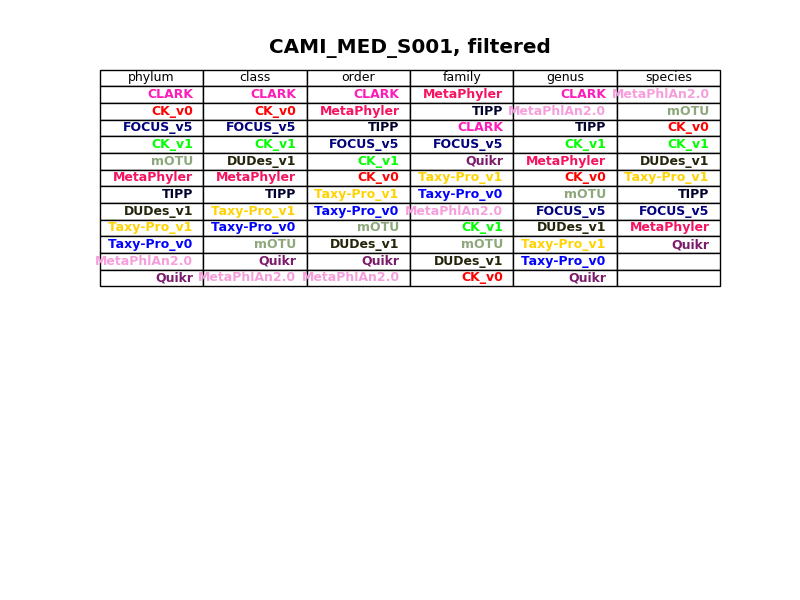 CAMI_MED_S001, filtered
phylum class order family genus species
CLARK CLARK CLARK MetaPhyler CLARK MetaPhlAn2.0
CK_v0 CK_v0 MetaPhyler TIPP MetaPhlAn2.0 mOTU
FOCUS_v5 FOCUS_v5 TIPP CLARK TIPP CK_v0
CK_v1 CK_v1 FOCUS_v5 FOCUS_v5 CK_v1 CK_v1
mOTU DUDes_v1 CK_v1 Quikr MetaPhyler DUDes_v1
MetaPhyler MetaPhyler CK_v0 Taxy-Pro_v1 CK_v0 Taxy-Pro_v1
TIPP TIPP Taxy-Pro_v1 Taxy-Pro_v0 mOTU TIPP
DUDes_v1 Taxy-Pro_v1 Taxy-Pro_v0 MetaPhlAn2.0 FOCUS_v5 FOCUS_v5
Taxy-Pro_v1 Taxy-Pro_v0 mOTU CK_v1 DUDes_v1 MetaPhyler
Taxy-Pro_v0 mOTU DUDes_v1 mOTU Taxy-Pro_v1 Quikr
MetaPhlAn2.0 Quikr Quikr DUDes_v1 Taxy-Pro_v0
Quikr MetaPhlAn2.0 MetaPhlAn2.0 CK_v0 Quikr